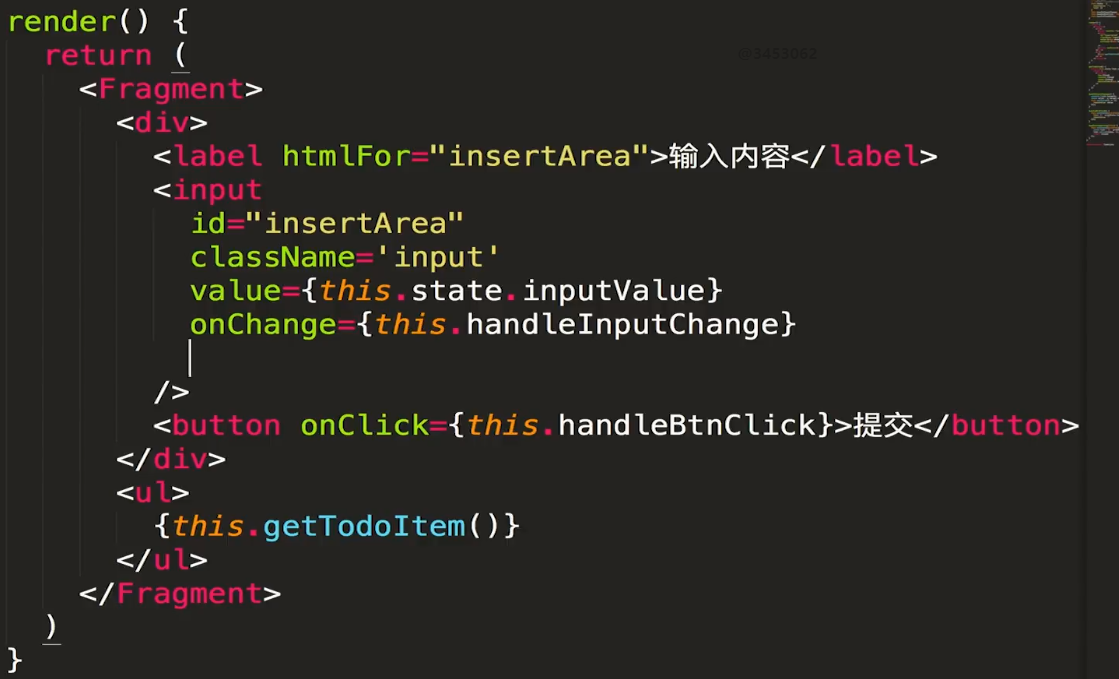 render() {
return (
@3453062
<Fragment>
<div>
<label htmlFor="insertArea">输入内容</label>
<input
id="insertArea"
className='input'
value={this.state.inputValue}
onChange={this.handleInputChange}
/>
<button onClick={this.handleBtnClick}>提交</button>
</div>
<ul>
{this.getTodoItem()}
</ul>
</Fragment>
)
}